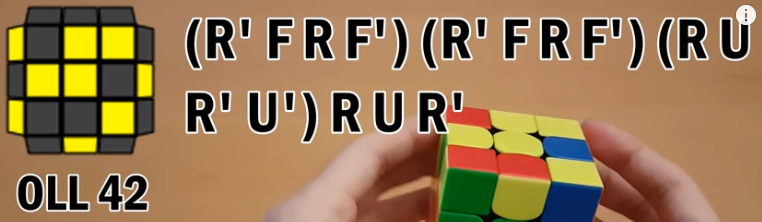 (R' F R F') (R' F R F') (R U
R' U') R U R'
OLL 42